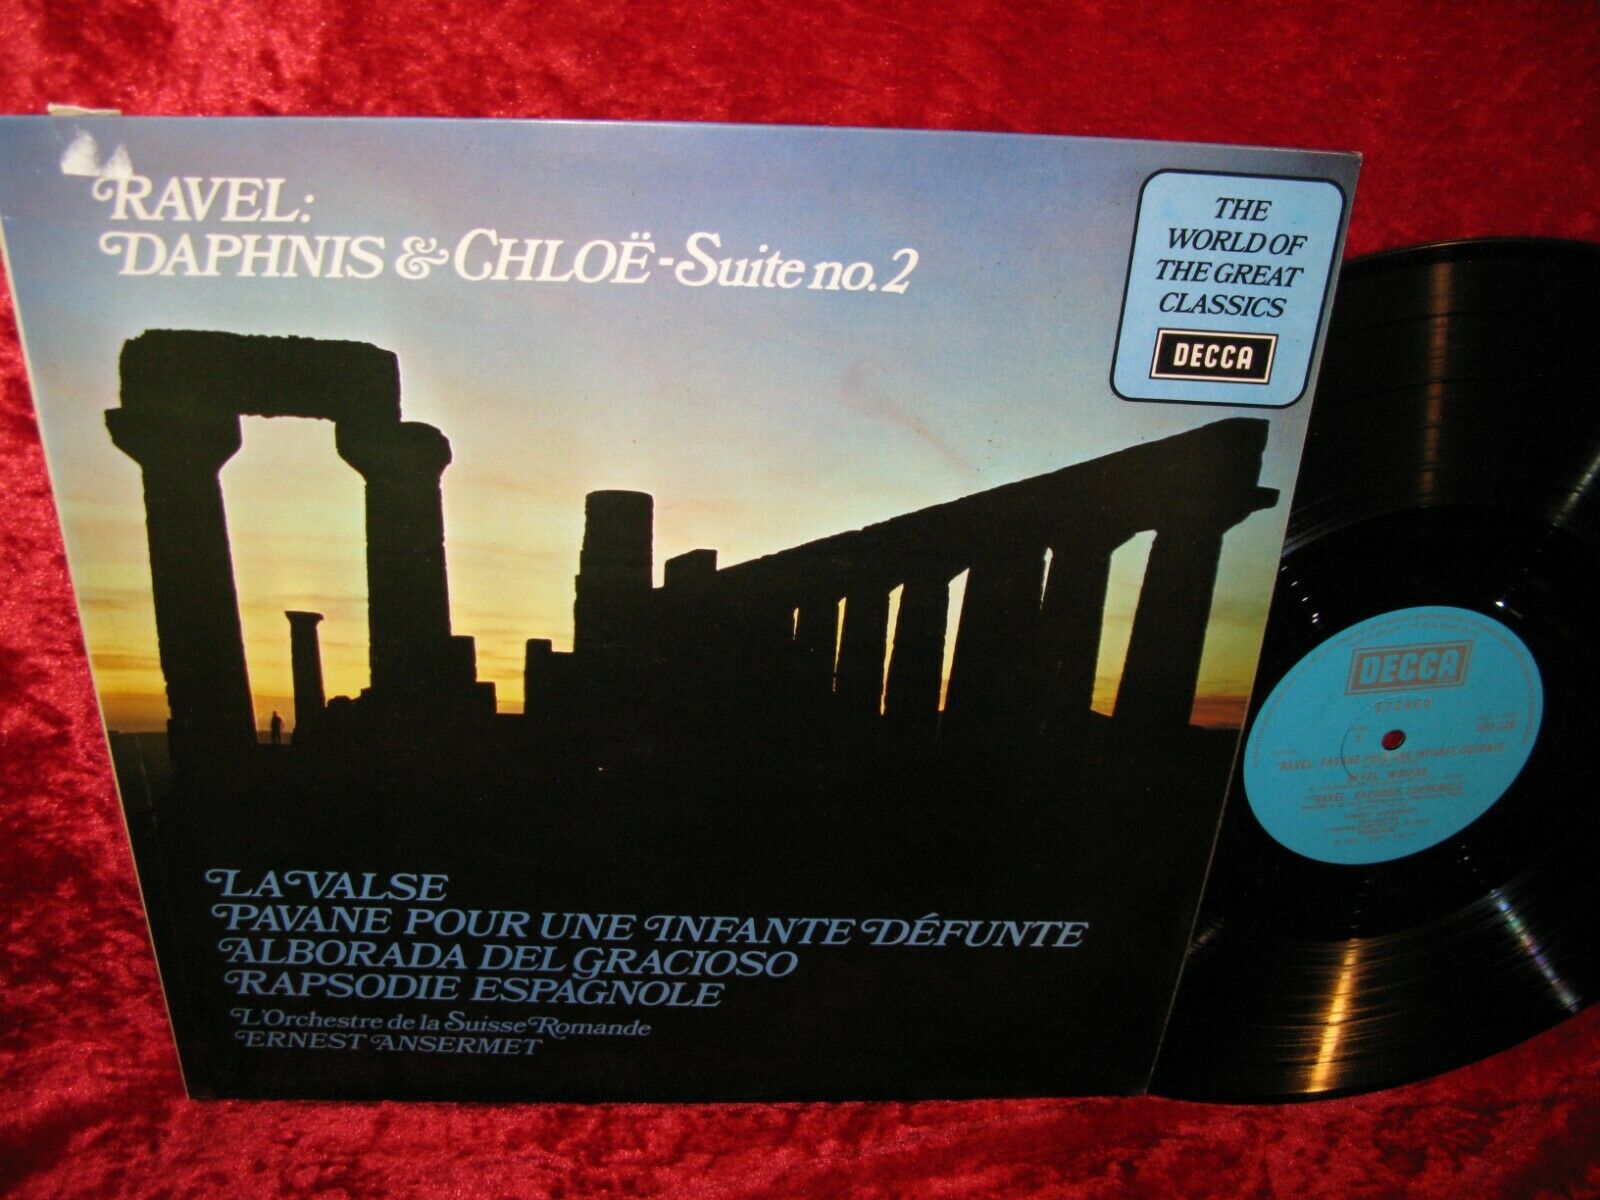 RAVEL:
DAPHNIS & CHLOË-Suite no.2
THE
WORLD OF
THE GREAT
CLASSICS
DECCA
LA VALSE
PAVANE POUR UNE INFANTE DÉFUNTE
ALBORADA DEL GRACIOSO
RAPSODIE ESPAGNOLE
L'Orchestre de la Suisse Romande
ERNEST ANSERMET
DECCA
STEREO
RAVEL: PAVANE POUR UNE INFANTE DEFUNTE
RAVEL:
RAVEL: RAPSODIE ESPAGNOLE